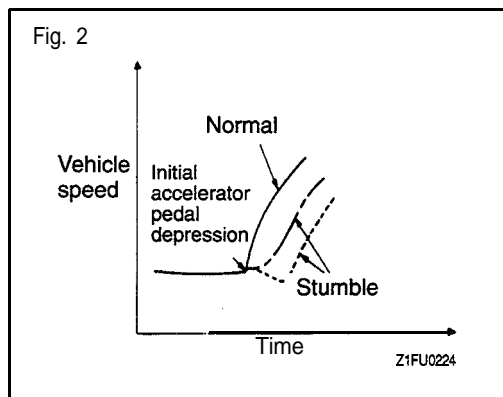 Fig. 2
Normal
Vehicle
speed
Initial
accelerator
pedal
depression
Stumble
Time
Z1FU0224